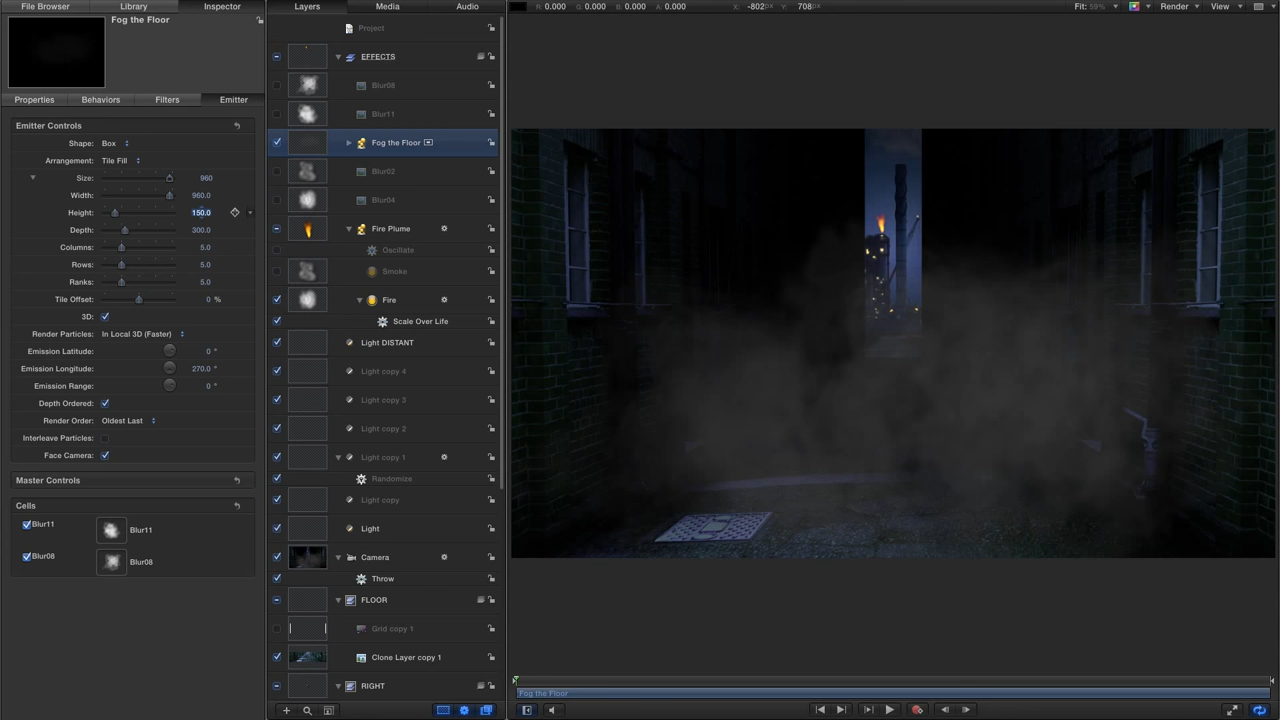 File Browser Library Inspector
Fog the Floor
Properties Behaviors Filters Emitter
Emitter Controls
Shape: Box
Arrangement: Tile Fill
Size: 960
Width: 960.0
Height: 150.0
Depth: 300.0
Columns: 5.0
Rows: 5.0
Ranks: 5.0
Tile Offset: 0 %
3D:
Render Particles: In Local 3D (Faster)
Emission Latitude: 0 °
Emission Longitude: 270.0 °
Emission Range: 0 °
Depth Ordered:
Render Order: Oldest Last
Interleave Particles:
Face Camera:
Master Controls
Cells
Blur11 Blur11
Blur08 Blur08
Layers Media Audio
Project
EFFECTS
Blur08
Blur11
Fog the Floor
Blur02
Blur04
Fire Plume
Oscillate
Smoke
Fire
Scale Over Life
Light DISTANT
Light copy 4
Light copy 3
Light copy 2
Light copy 1
Randomize
Light copy
Light
Camera
Throw
FLOOR
Grid copy 1
Clone Layer copy 1
RIGHT
R: 0.000 G: 0.000 B: 0.000 A: 0.000 X: -802px Y: 708px Fit: 59% Render View
Fog the Floor